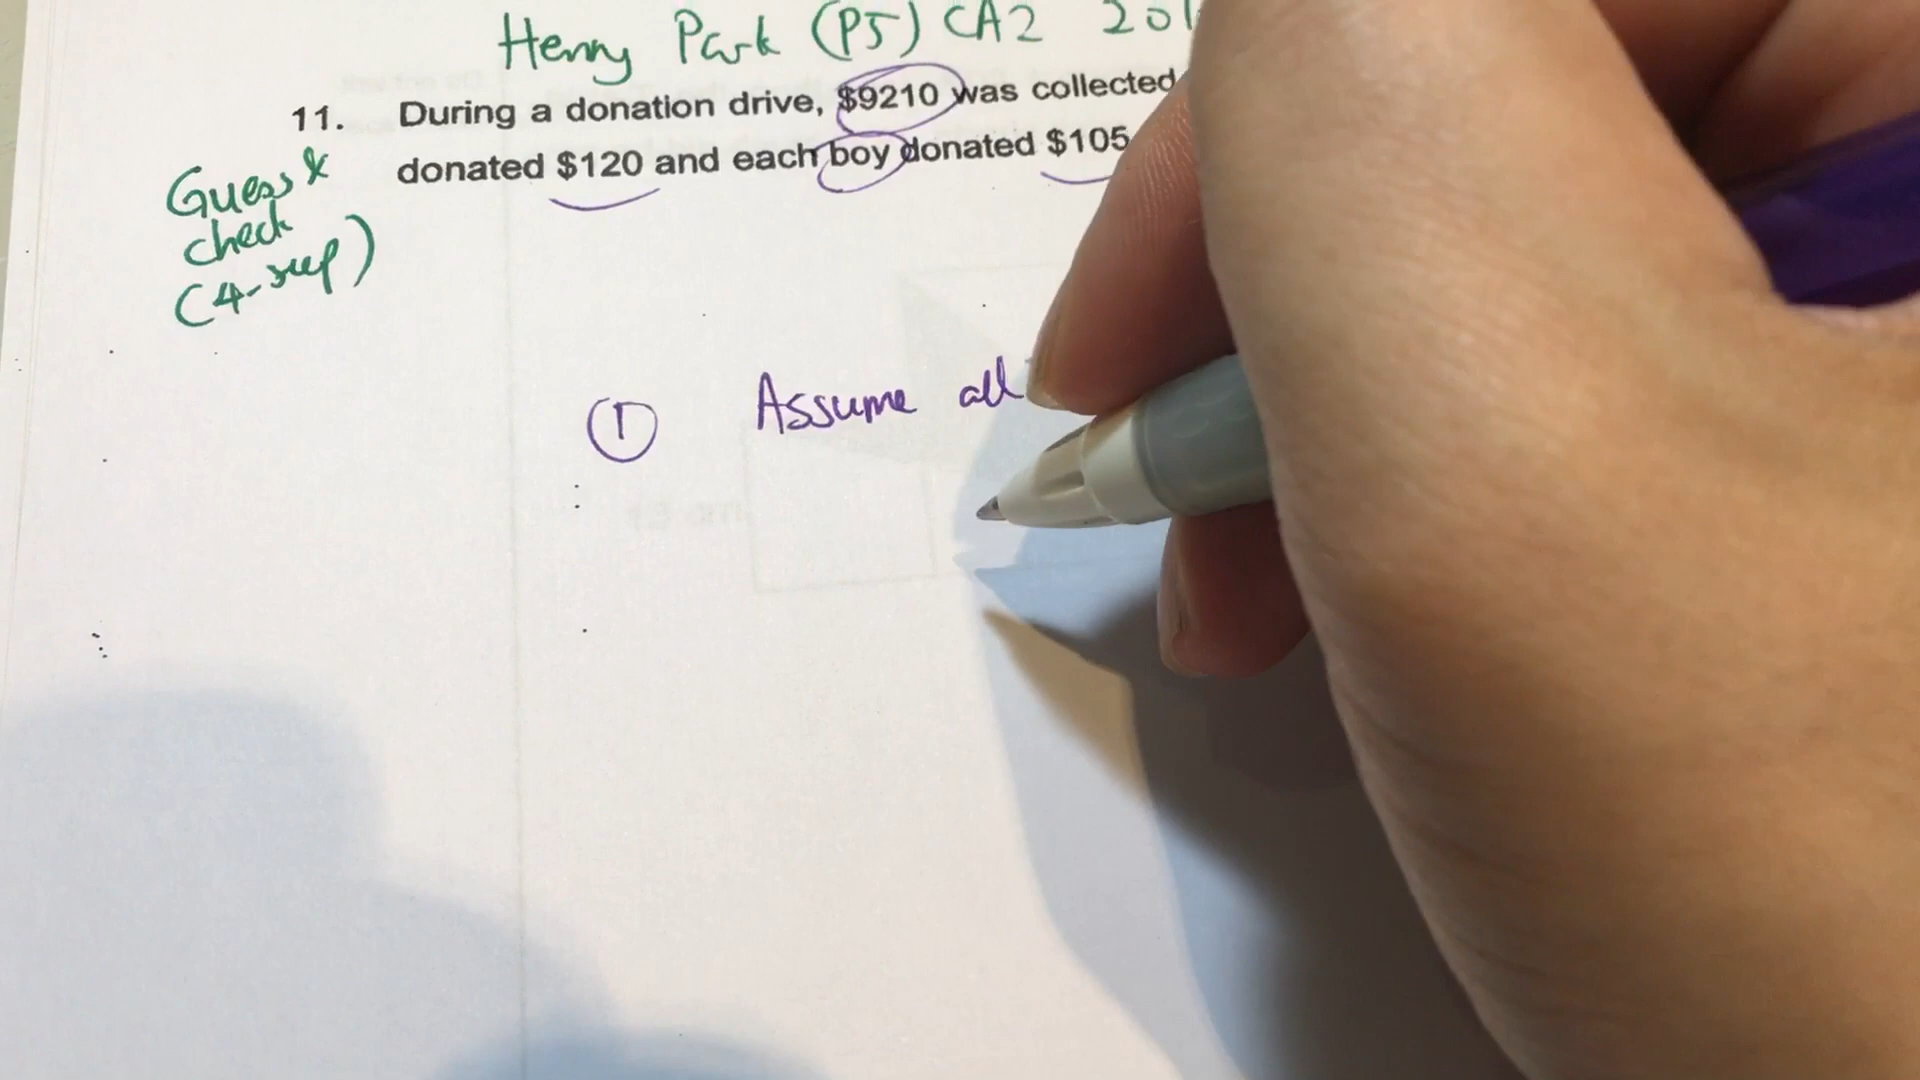 Henry Park (P5) CA2 201
11. During a donation drive, $9210 was collected
donated $120 and each boy donated $105
Guess &
check
(4-step)
① Assume all